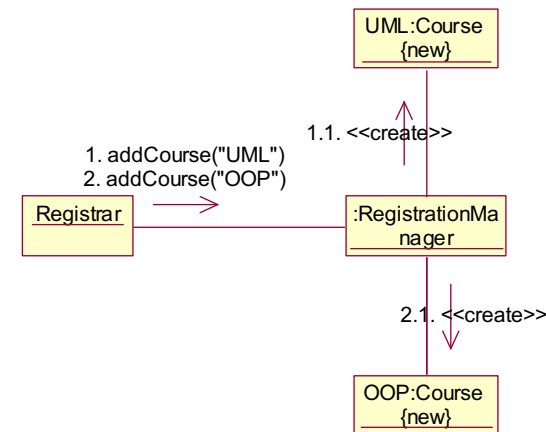 UML:Course
{new}
1.1. <<create>>
1. addCourse("UML")
2. addCourse("OOP")
Registrar
:RegistrationMa
nager
2.1. <<create>>
OOP:Course
{new}